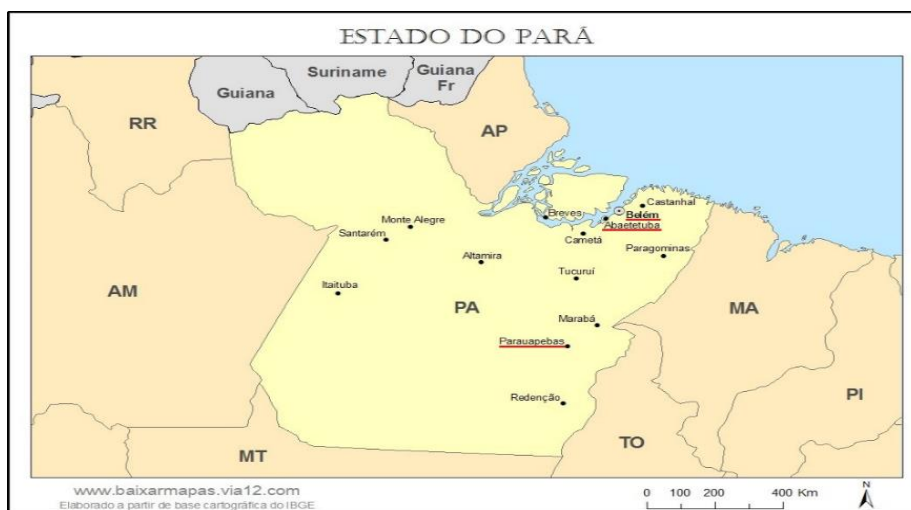 ESTADO DO PARÁ
Suriname
Guiana
Fr
Guiana
RR
AP
Castanhal
Breves
Belém
Monte Alegre
Abaetetuba
Santarém
Cametá
Paragominas
Altamira
Tucuruí
Itaituba
AM
PA
MA
Marabá
Parauapebas
PI
Redenção
TO
MT
www.baixarmapas.via12.com
Elaborado a partir de base cartográfica do IBGE
0 100 200 400 Km
N